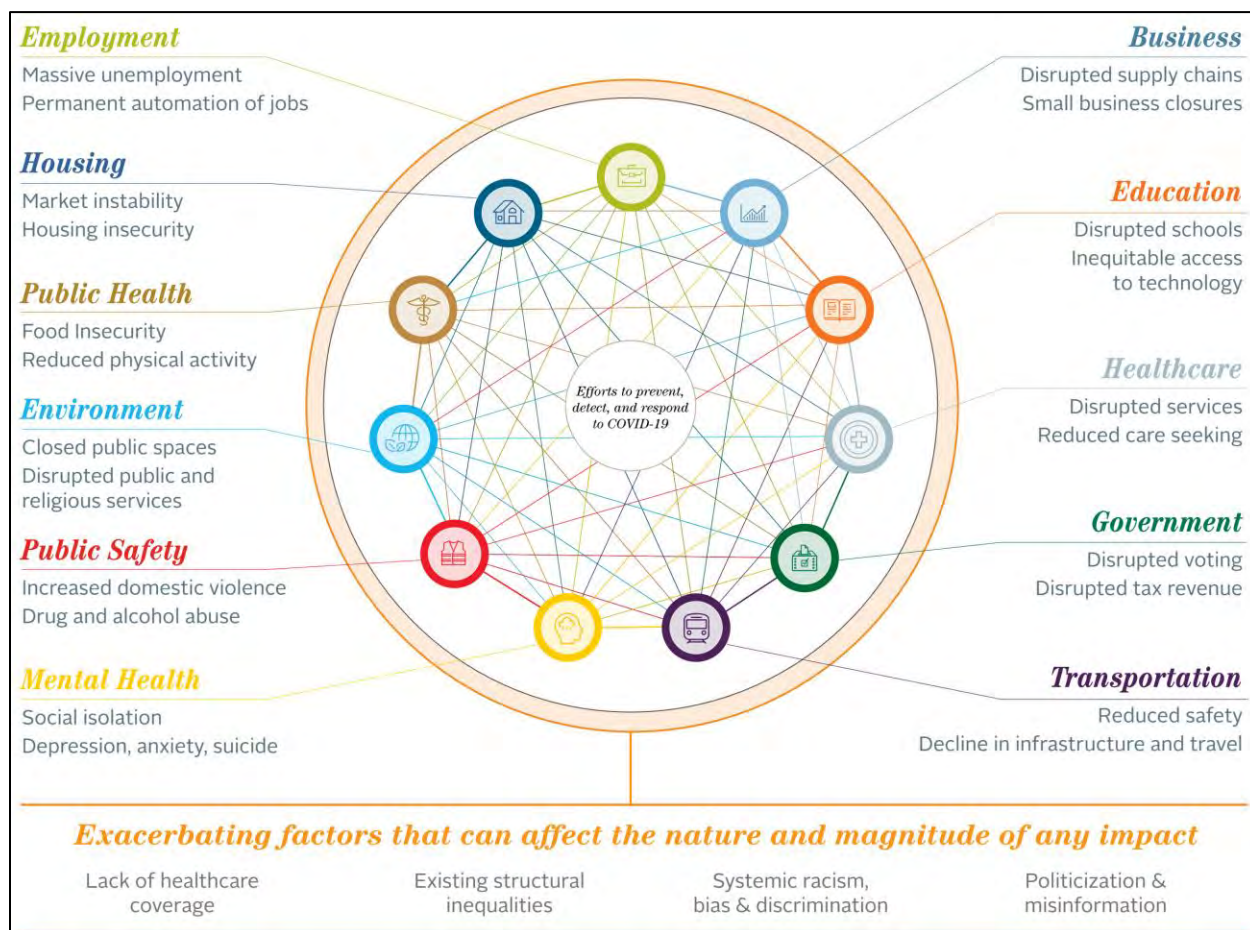 Employment
Massive unemployment
Permanent automation of jobs
Housing
Market instability
Housing insecurity
Public Health
Food Insecurity
Reduced physical activity
Environment
Closed public spaces
Disrupted public and
religious services
Public Safety
Increased domestic violence
Drug and alcohol abuse
Mental Health
Social isolation
Depression, anxiety, suicide
Efforts to prevent,
detect, and respond
to COVID-19
Business
Disrupted supply chains
Small business closures
Education
Disrupted schools
Inequitable access
to technology
Healthcare
Disrupted services
Reduced care seeking
Government
Disrupted voting
Disrupted tax revenue
Transportation
Reduced safety
Decline in infrastructure and travel
Exacerbating factors that can affect the nature and magnitude of any impact
Lack of healthcare
coverage
Existing structural
inequalities
Systemic racism,
bias & discrimination
Politicization &
misinformation